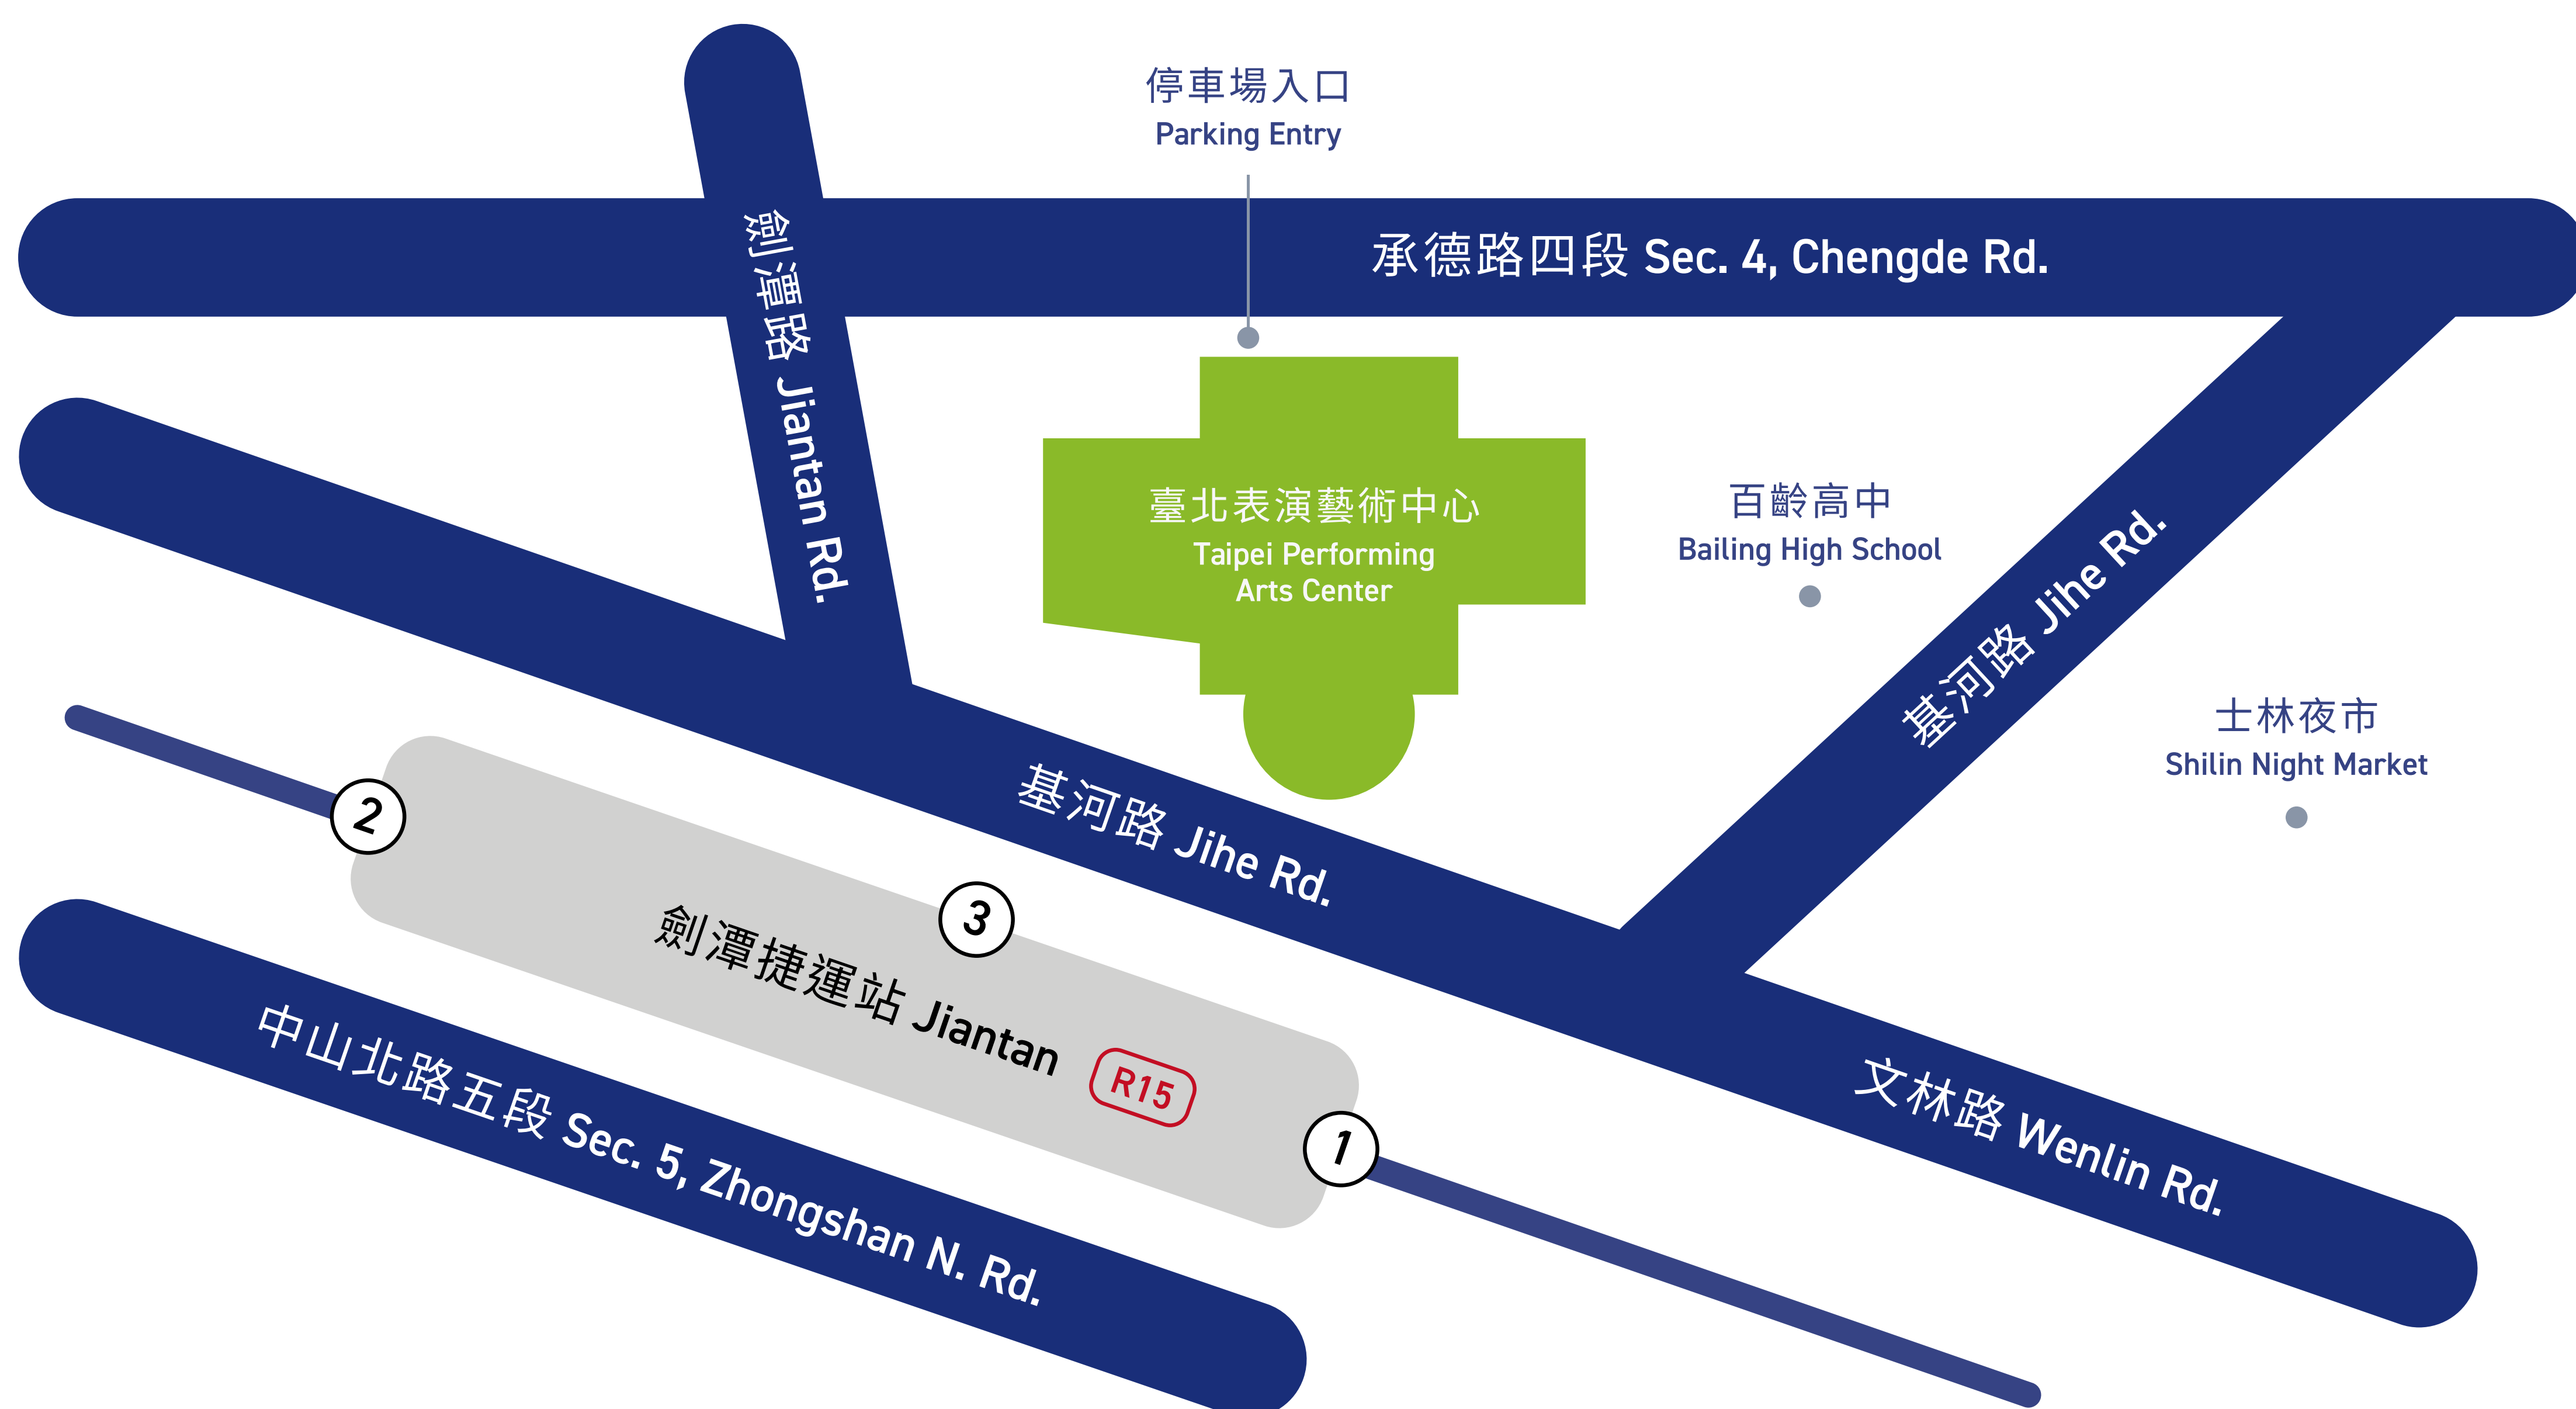 停車場入口
Parking Entry
承德路四段 Sec. 4, Chengde Rd.
劍潭路 Jiantan Rd.
臺北表演藝術中心
Taipei Performing
Arts Center
百齡高中
Bailing High School
基河路 Jihe Rd.
士林夜市
Shilin Night Market
基河路 Jihe Rd.
2
3
劍潭捷運站 Jiantan R15
1
文林路 Wenlin Rd.
中山北路五段 Sec. 5, Zhongshan N. Rd.